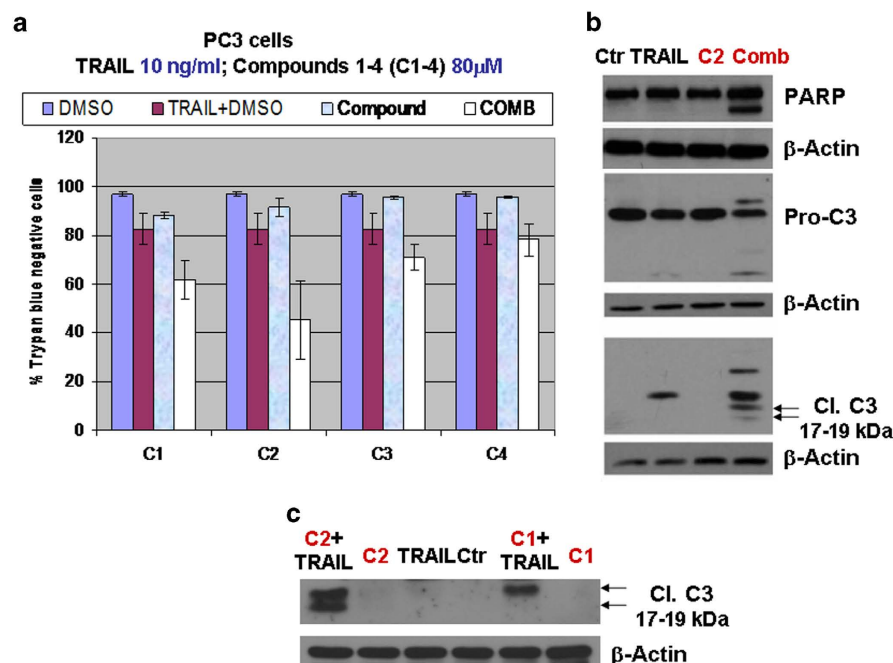 a
PC3 cells
TRAIL 10 ng/ml; Compounds 1-4 (C1-4) 80µM
DMSO TRAIL+DMSO Compound COMB
% Trypan blue negative cells
120
100
80
60
40
20
0
C1 C2 C3 C4
b
Ctr TRAIL C2 Comb
PARP
β-Actin
Pro-C3
β-Actin
Cl. C3
17-19 kDa
β-Actin
c
C2+
TRAIL C2 TRAIL Ctr C1+
TRAIL C1
Cl. C3
17-19 kDa
β-Actin